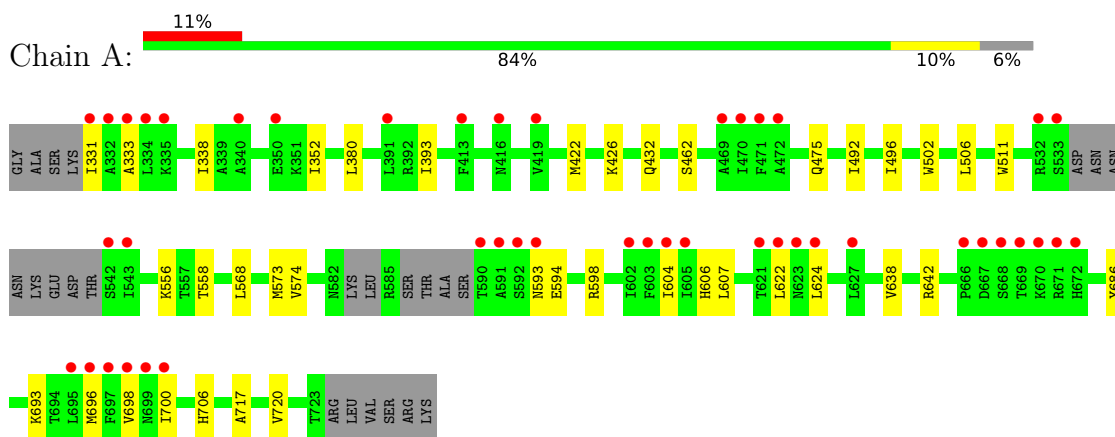 11%
Chain A:
84% 10% 6%
GLY ALA SER LYS I331 A332 A333 L334 K335 I338 A339 A340 E350 K351 I352 L380 L391 R392 I393 F413 N416 V419 M422 K426 Q432 S462 A469 I470 F471 A472 Q475 I492 I496 W502 L506 W511 R532 S533 ASP ASN ASN
ASN LYS GLU ASP THR S542 I543 K556 T557 T558 L568 M573 V574 N582 LYS LEU R585 SER THR ALA SER T590 A591 S592 N593 E594 R598 I602 F603 I604 I605 H606 L607 T621 L622 N623 L624 L627 V638 R642 P666 D667 S668 T669 K670 R671 H672
K693 T694 L695 M696 F697 V698 N699 I700 H706 A717 V720 T723 ARG LEU VAL SER ARG LYS